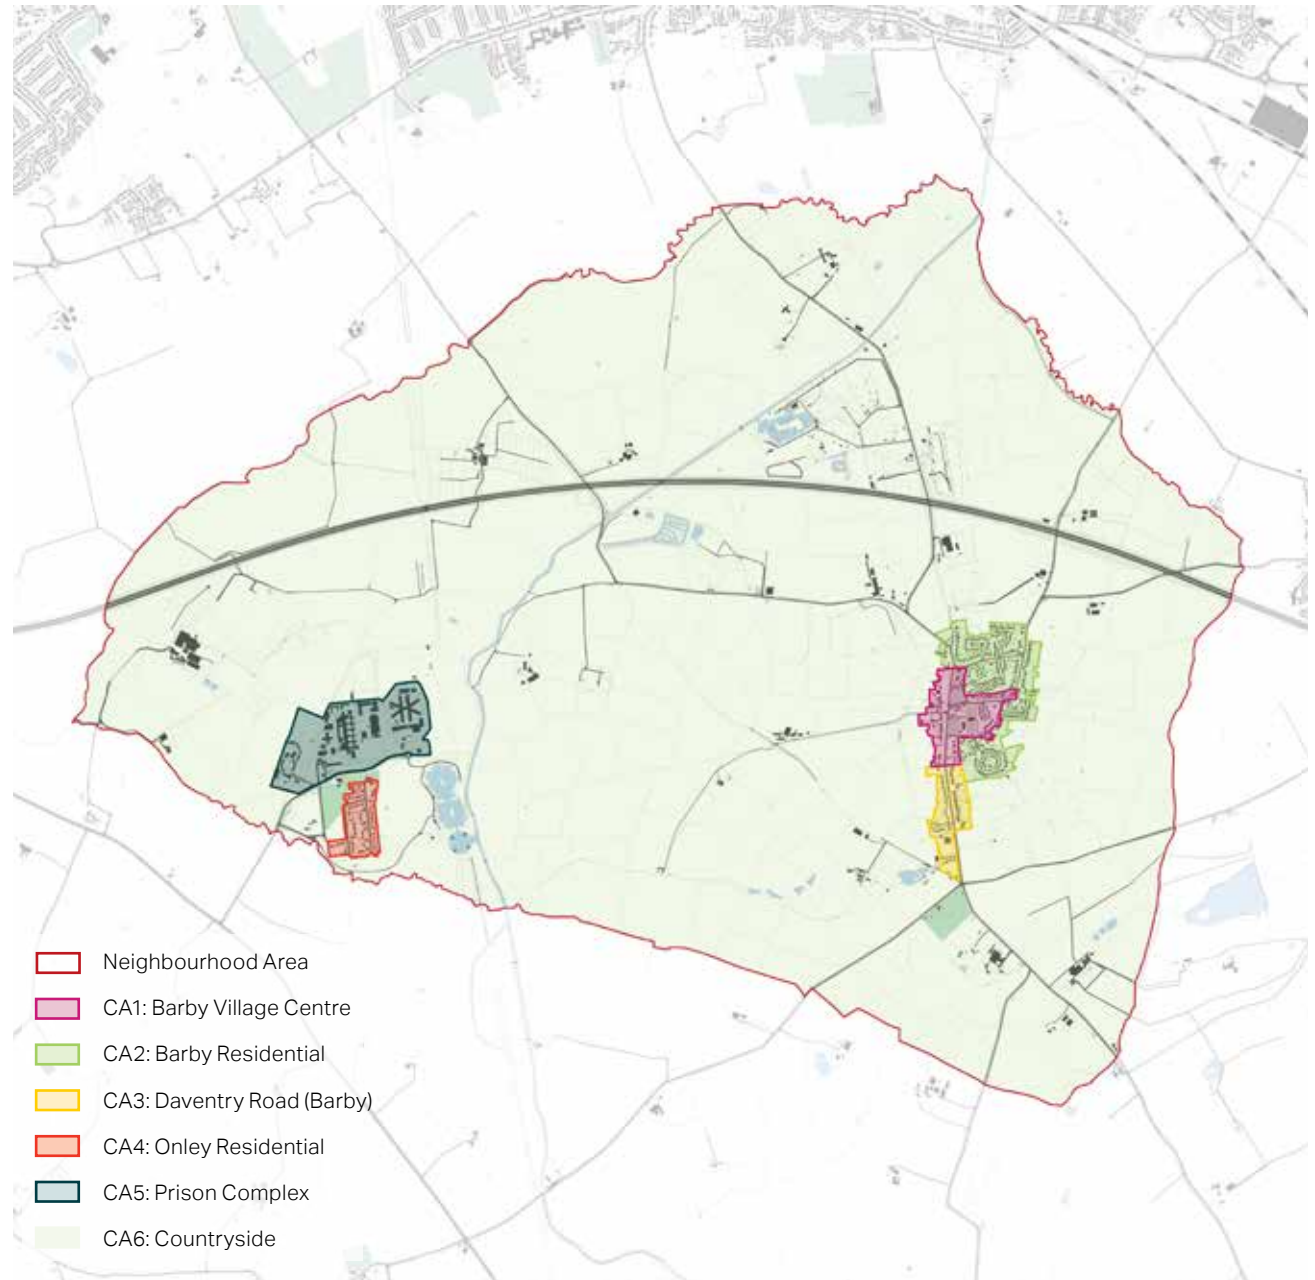 Neighbourhood Area
CA1: Barby Village Centre
CA2: Barby Residential
CA3: Daventry Road (Barby)
CA4: Onley Residential
CA5: Prison Complex
CA6: Countryside